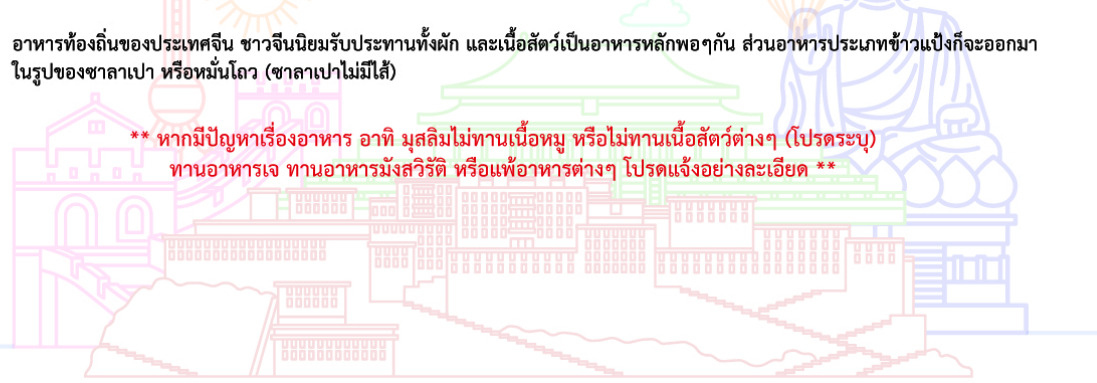 อาหารท้องถิ่นของประเทศจีน ชาวจีนนิยมรับประทานทั้งผัก และเนื้อสัตว์เป็นอาหารหลักพอๆกัน ส่วนอาหารประเภทข้าวแป้งก็จะออกมา
ในรูปของซาลาเปา หรือหมั่นโถว (ซาลาเปาไม่มีไส้)
** หากมีปัญหาเรื่องอาหาร อาทิ มุสลิมไม่ทานเนื้อหมู หรือไม่ทานเนื้อสัตว์ต่างๆ (โปรดระบุ)
ทานอาหารเจ ทานอาหารมังสวิรัติ หรือแพ้อาหารต่างๆ โปรดแจ้งอย่างละเอียด **